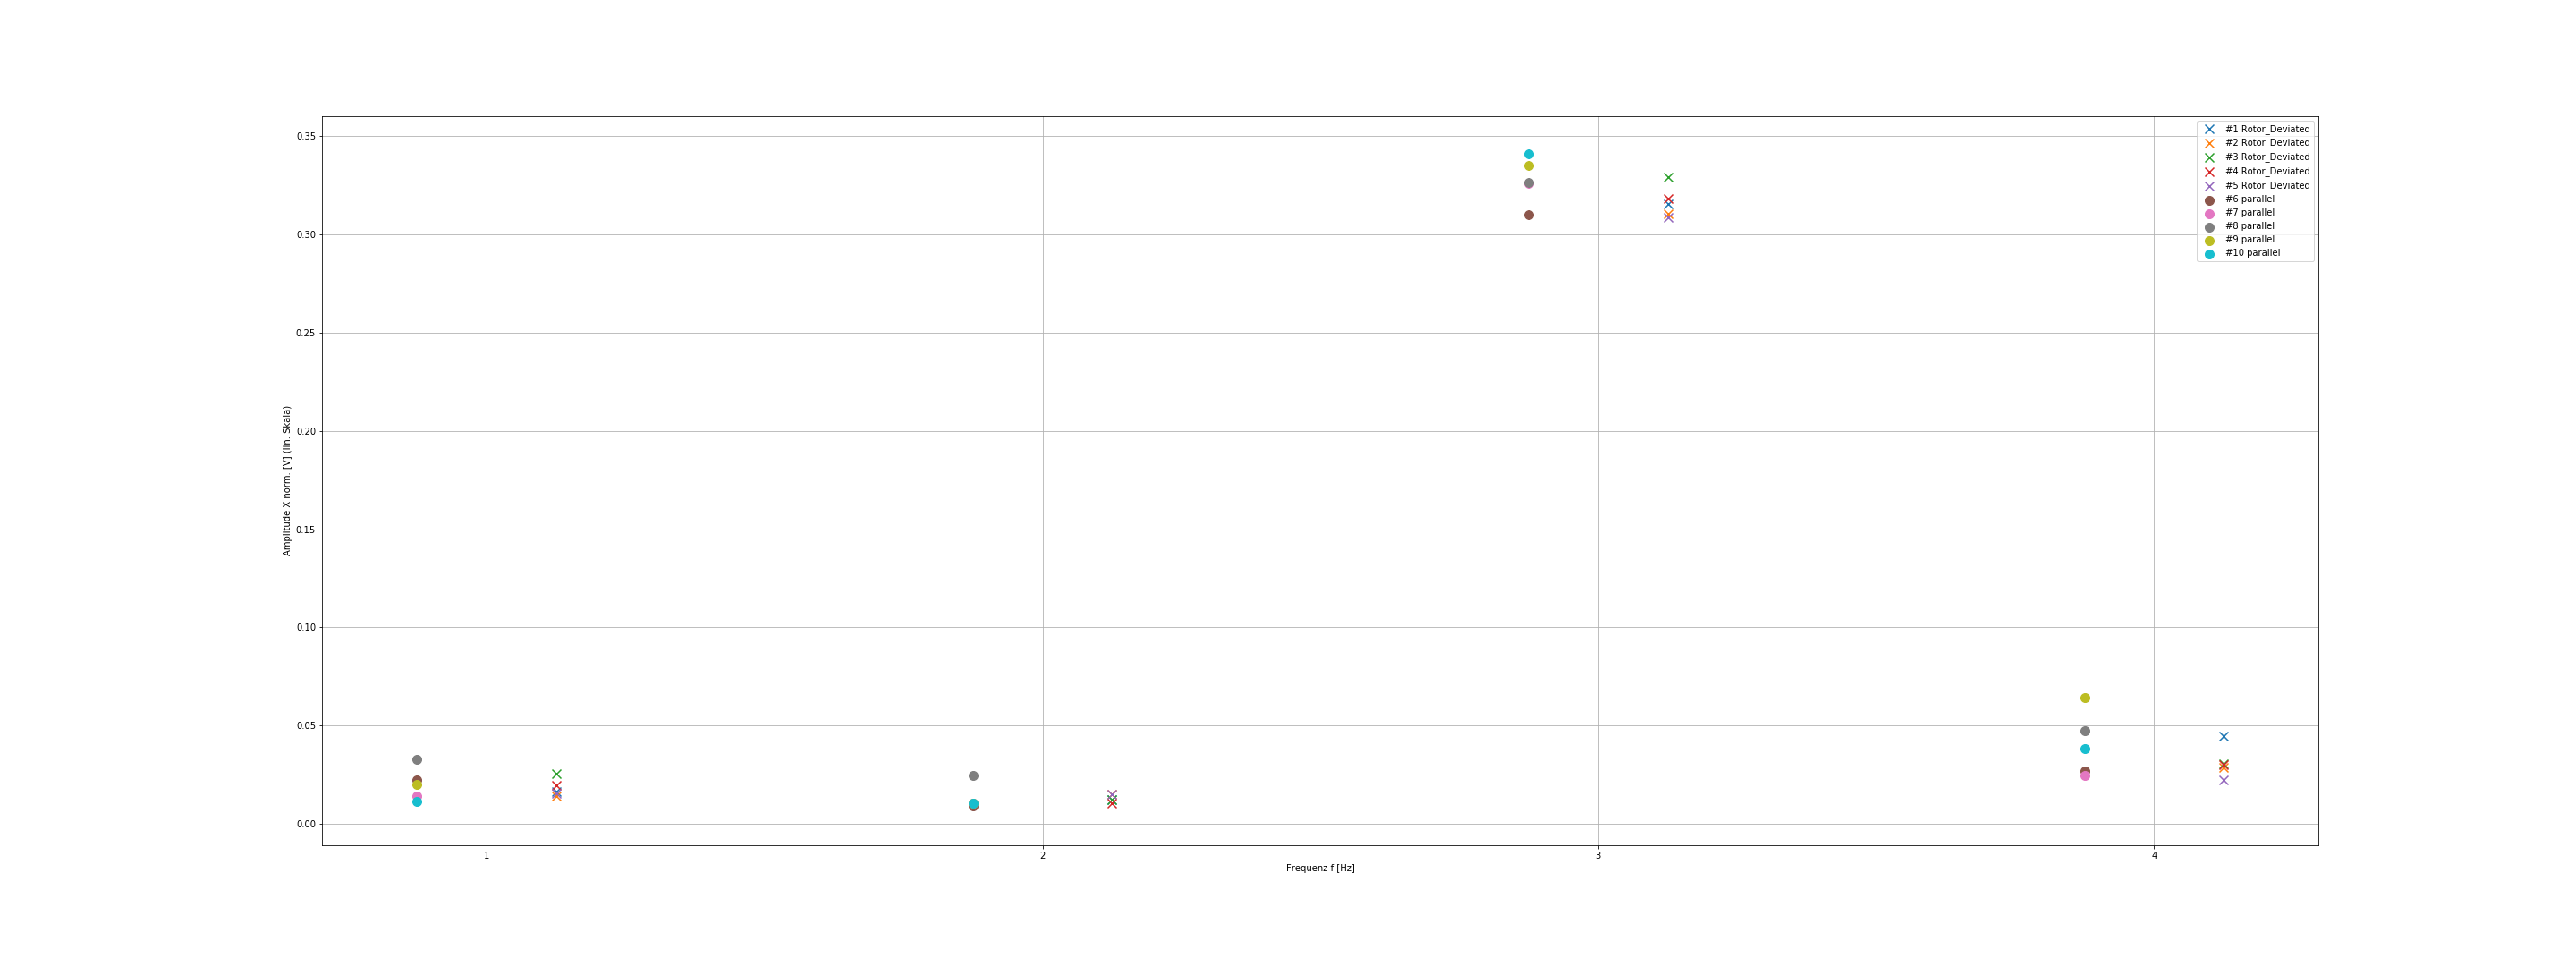 0.35
0.30
0.25
0.20
0.15
0.10
0.05
0.00
Amplitude X norm. [V] (lin. Skala)
1 2 3 4
Frequenz f [Hz]
#1 Rotor_Deviated
#2 Rotor_Deviated
#3 Rotor_Deviated
#4 Rotor_Deviated
#5 Rotor_Deviated
#6 parallel
#7 parallel
#8 parallel
#9 parallel
#10 parallel